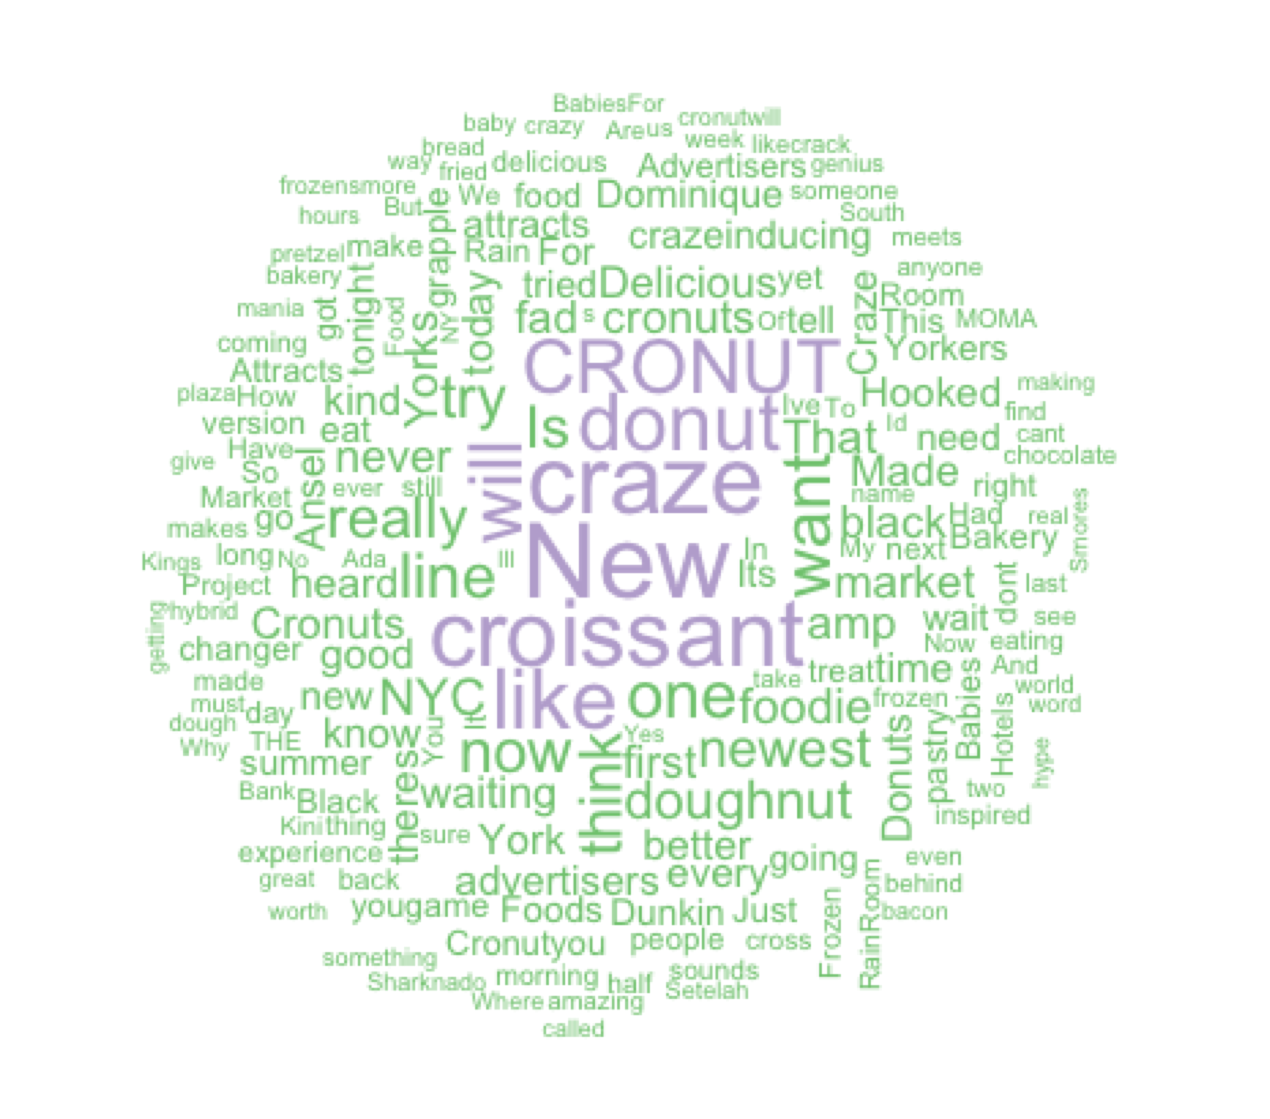 BabiesFor
baby crazy Are us cronutwill
bread week likecrack
way fried delicious Advertisers genius
frozensmore We food Dominique someone
hours But attracts South
grapple crazeinducing meets
pretzel make Rain For
bakery tonight tried Delicious yet anyone
mania got Food NY today fad s cronuts Of tell Craze Room
This MOMA
coming Yorks CRONUT Yorkers
Attracts
plaza How kind try donut Ive To Hooked making
version eat Is That Id need find cant
give Have never will craze want Made chocolate
So Ansel ever still name right
Market really black Had real Smores
makes go New My next Bakery
Kings long No Ada Ill In
Project heard line Its market dont last
hybrid Cronuts croissant amp wait see
getting changer good Now eating
made new NYC like one take treat time And
must day foodie frozen Babies world
dough know You It Yes word
Why THE now think first newest Donuts pastry Hotels hype
summer
Bank Black theres waiting doughnut two
Kini thing sure York better inspired
experience going even
great back advertisers every behind
worth yougame Foods Dunkin Just Frozen RainRoom bacon
Cronutyou people cross
something
Sharknado morning half sounds
Where amazing Setelah
called